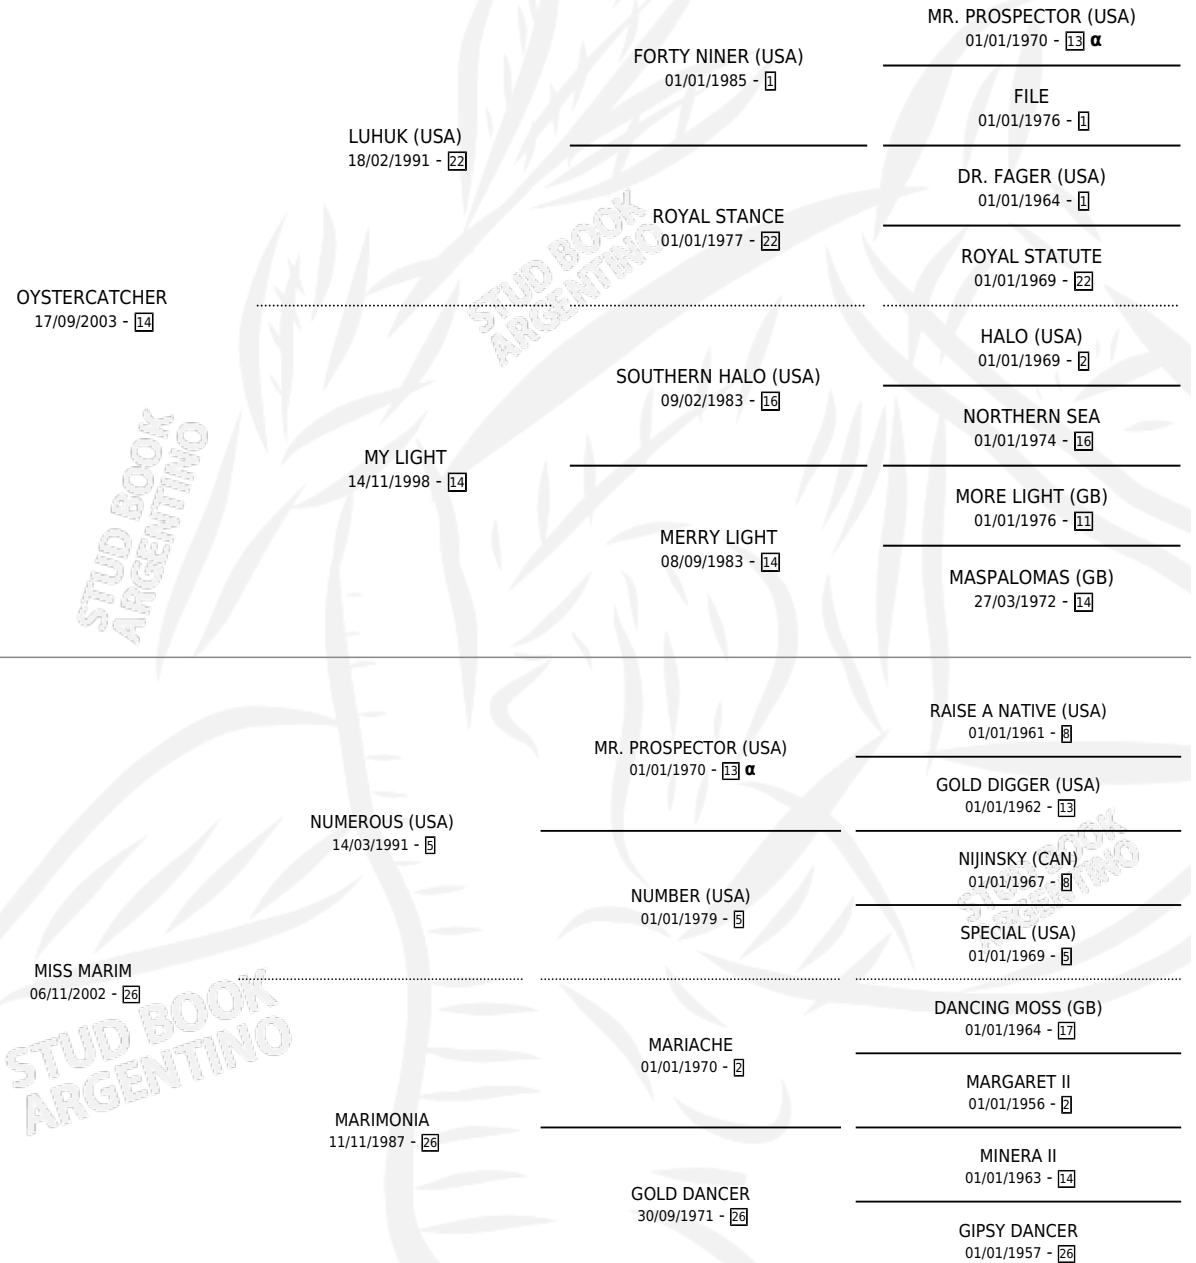 MR. PROSPECTOR (USA)
01/01/1970 - 13 α
FORTY NINER (USA)
01/01/1985 - 1
FILE
01/01/1976 - 1
LUHUK (USA)
18/02/1991 - 22
DR. FAGER (USA)
01/01/1964 - 1
ROYAL STANCE
01/01/1977 - 22
ROYAL STATUTE
01/01/1969 - 22
OYSTERCATCHER
17/09/2003 - 14
HALO (USA)
01/01/1969 - 2
SOUTHERN HALO (USA)
09/02/1983 - 16
NORTHERN SEA
01/01/1974 - 16
MY LIGHT
14/11/1998 - 14
MORE LIGHT (GB)
01/01/1976 - 11
MERRY LIGHT
08/09/1983 - 14
MASPALOMAS (GB)
27/03/1972 - 14
RAISE A NATIVE (USA)
01/01/1961 - 8
MR. PROSPECTOR (USA)
01/01/1970 - 13 α
GOLD DIGGER (USA)
01/01/1962 - 13
NUMEROUS (USA)
14/03/1991 - 5
NIJINSKY (CAN)
01/01/1967 - 8
NUMBER (USA)
01/01/1979 - 5
SPECIAL (USA)
01/01/1969 - 5
MISS MARIM
06/11/2002 - 26
DANCING MOSS (GB)
01/01/1964 - 17
MARIACHE
01/01/1970 - 2
MARGARET II
01/01/1956 - 2
MARIMONIA
11/11/1987 - 26
MINERA II
01/01/1963 - 14
GOLD DANCER
30/09/1971 - 26
GIPSY DANCER
01/01/1957 - 26
STUD BOOK
ARGENTINO
STUD BOOK
ARGENTINO
STUD BOOK
ARGENTINO
STUD BOOK
ARGENTINO